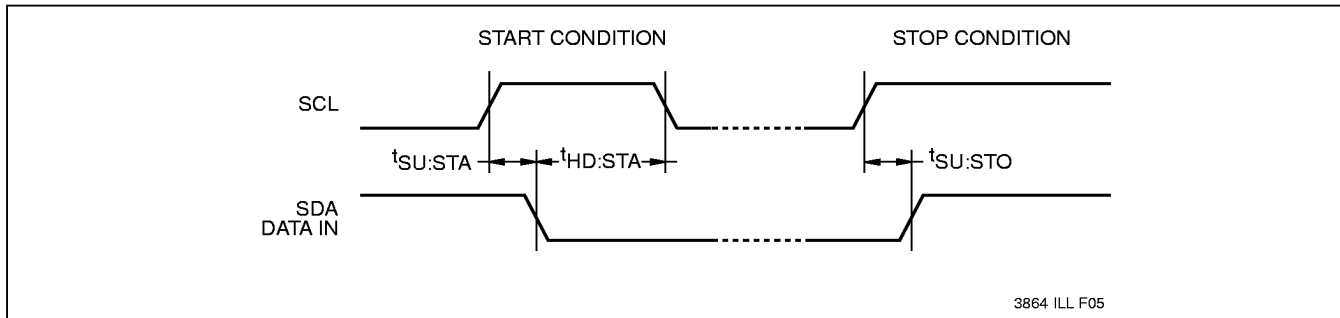 START CONDITION
STOP CONDITION
SCL
tSU:STA
tHD:STA
tSU:STO
SDA
DATA IN
3864 ILL F05